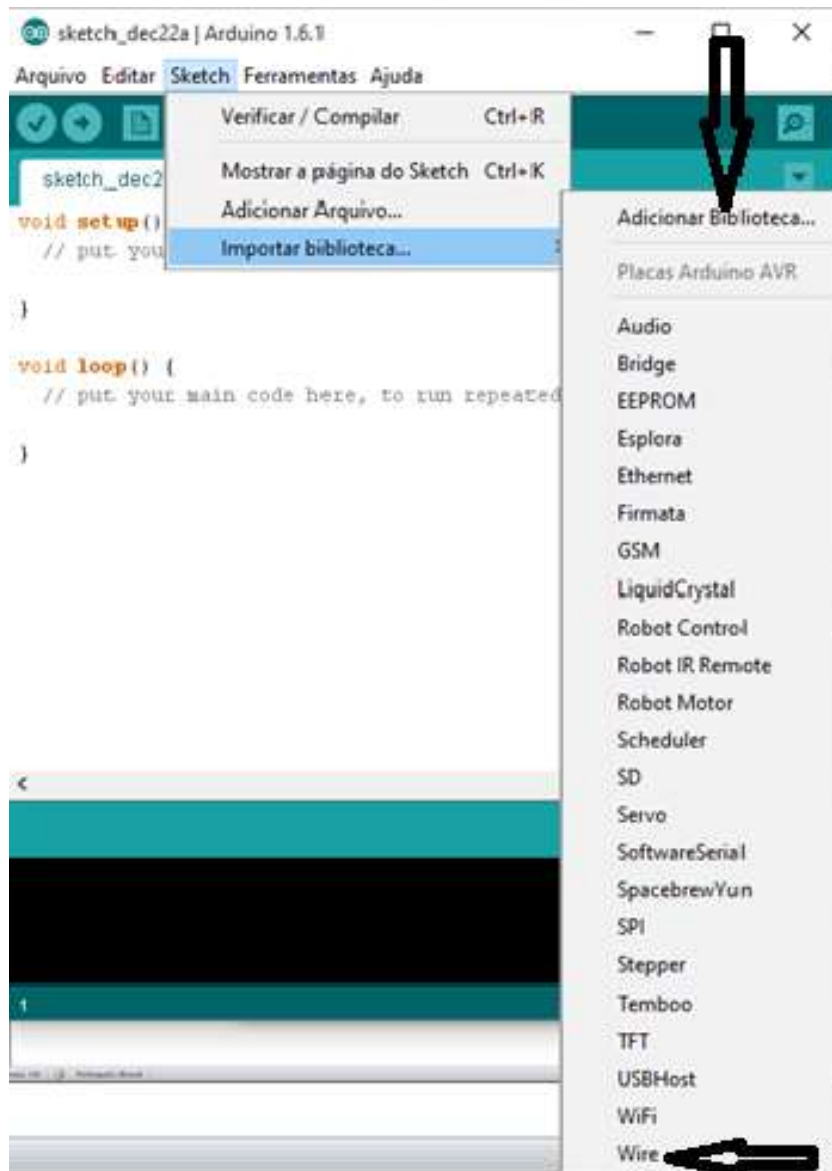 sketch_dec22a | Arduino 1.6.1
Arquivo Editar Sketch Ferramentas Ajuda
Verificar / Compilar Ctrl+R
Mostrar a página do Sketch Ctrl+K
Adicionar Arquivo...
Importar biblioteca...
sketch_dec2
void setup()
// put you
}
void loop() {
// put your main code here, to run repeated
}
Adicionar Biblioteca...
Placas Arduino AVR
Audio
Bridge
EEPROM
Esplora
Ethernet
Firmata
GSM
LiquidCrystal
Robot Control
Robot IR Remote
Robot Motor
Scheduler
SD
Servo
SoftwareSerial
SpacebrewYun
SPI
Stepper
Temboo
TFT
USBHost
WiFi
Wire
1